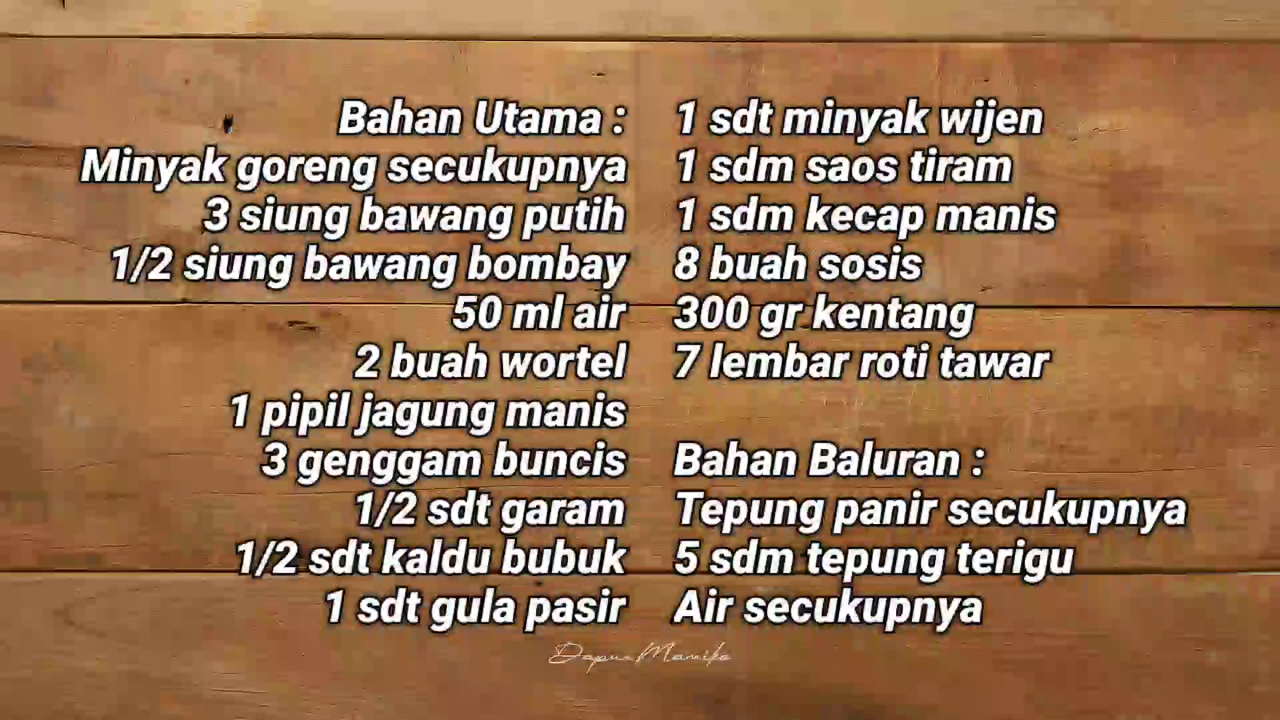 Bahan Utama :
Minyak goreng secukupnya
3 siung bawang putih
1/2 siung bawang bombay
50 ml air
2 buah wortel
1 pipil jagung manis
3 genggam buncis
1/2 sdt garam
1/2 sdt kaldu bubuk
1 sdt gula pasir
1 sdt minyak wijen
1 sdm saos tiram
1 sdm kecap manis
8 buah sosis
300 gr kentang
7 lembar roti tawar
Bahan Baluran :
Tepung panir secukupnya
5 sdm tepung terigu
Air secukupnya
Dapur Mamiko